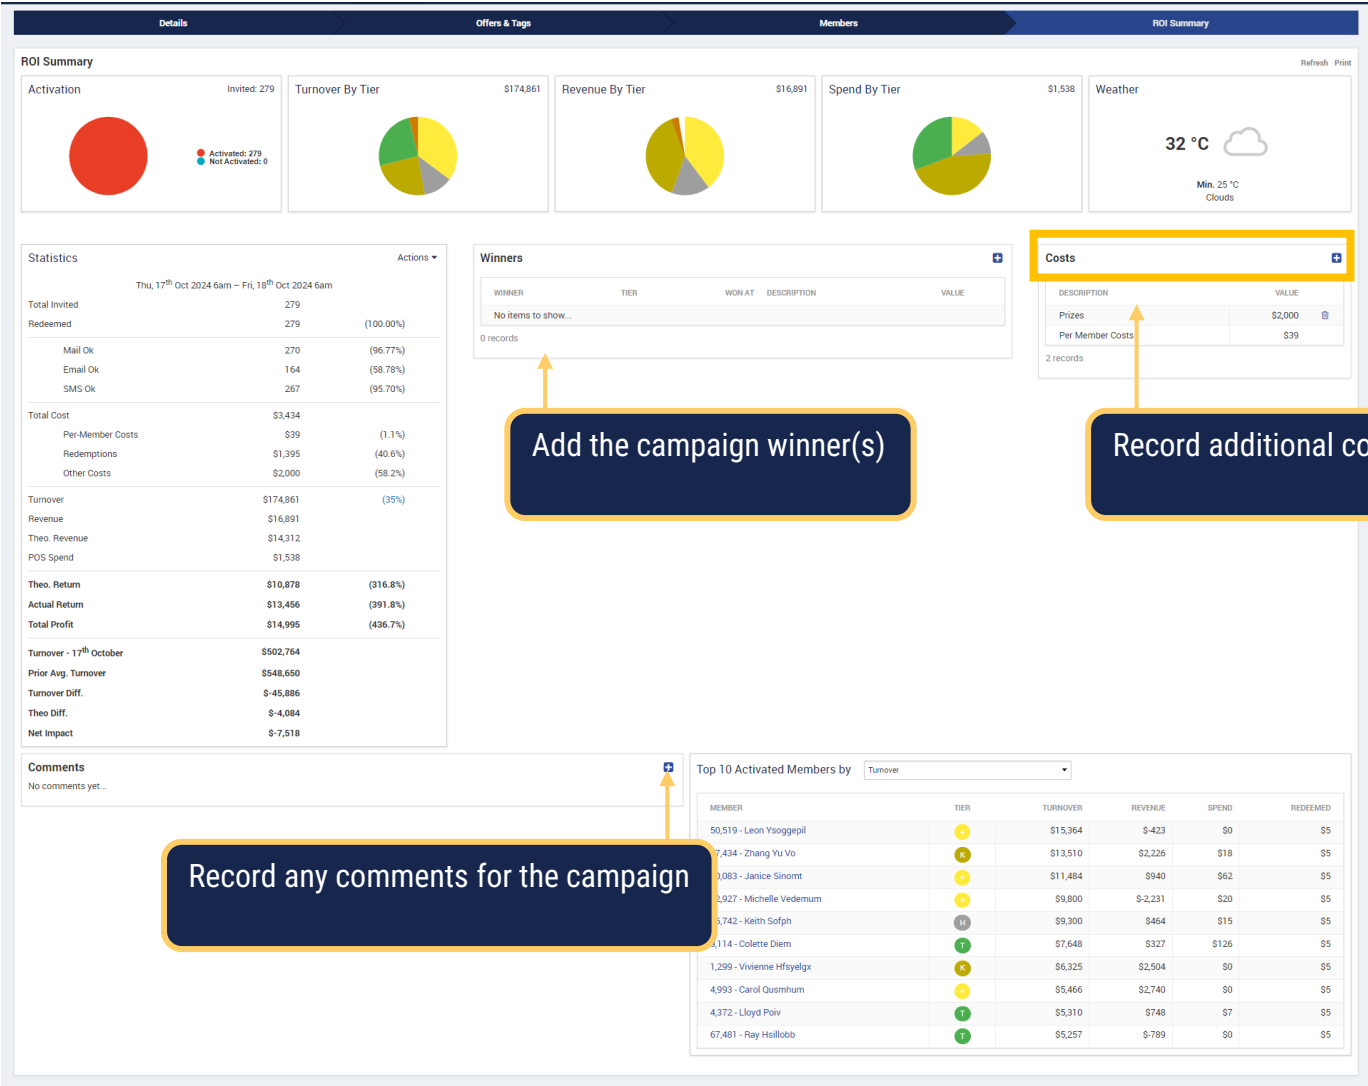 Details Offers & Tags Members ROI Summary
ROI Summary
Refresh Print
Activation Invited: 279
Activated: 279
Not Activated: 0
Turnover By Tier $174,861
Revenue By Tier $16,891
Spend By Tier $1,538
Weather
32 °C
Min. 25 °C
Clouds
Statistics Actions
Thu, 17th Oct 2024 6am – Fri, 18th Oct 2024 6am
Total Invited 279
Redeemed 279 (100.00%)
Mail Ok 270 (96.77%)
Email Ok 164 (58.78%)
SMS Ok 267 (95.70%)
Total Cost $3,434
Per-Member Costs $39 (1.1%)
Redemptions $1,395 (40.6%)
Other Costs $2,000 (58.2%)
Turnover $174,861 (35%)
Revenue $16,891
Theo. Revenue $14,312
POS Spend $1,538
Theo. Return $10,878 (316.8%)
Actual Return $13,456 (391.8%)
Total Profit $14,995 (436.7%)
Turnover - 17th October $502,764
Prior Avg. Turnover $548,650
Turnover Diff. $-45,886
Theo Diff. $-4,084
Net Impact $-7,518
Winners
WINNER TIER WON AT DESCRIPTION VALUE
No items to show...
0 records
Add the campaign winner(s)
Costs
DESCRIPTION VALUE
Prizes $2,000
Per Member Costs $39
2 records
Record additional co
Comments
No comments yet...
Record any comments for the campaign
Top 10 Activated Members by Turnover
MEMBER TIER TURNOVER REVENUE SPEND REDEEMED
50,519 - Leon Ysoggepil $15,364 $-423 $0 $5
7,434 - Zhang Yu Vo K $13,510 $2,226 $18 $5
0,083 - Janice Sinomt $11,484 $940 $62 $5
2,927 - Michelle Vedemum $9,800 $-2,231 $20 $5
5,742 - Keith Sofph H $9,300 $464 $15 $5
,114 - Colette Diem T $7,648 $327 $126 $5
1,299 - Vivienne Hfsyelgx K $6,325 $2,504 $0 $5
4,993 - Carol Qusmhum $5,466 $2,740 $0 $5
4,372 - Lloyd Poiv T $5,310 $748 $7 $5
67,481 - Ray Hsillobb T $5,257 $-789 $0 $5